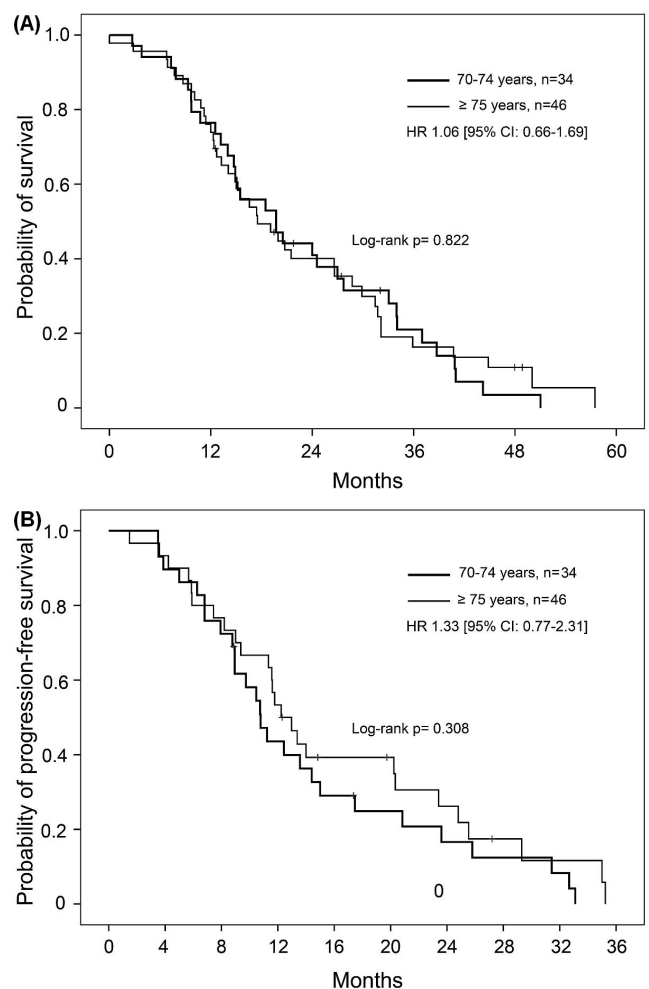 (A)
1.0
0.8
0.6
0.4
0.2
0
Probability of survival
70-74 years, n=34
≥ 75 years, n=46
HR 1.06 [95% CI: 0.66-1.69]
Log-rank p= 0.822
0 12 24 36 48 60
Months
(B)
1.0
0.8
0.6
0.4
0.2
0
Probability of progression-free survival
70-74 years, n=34
≥ 75 years, n=46
HR 1.33 [95% CI: 0.77-2.31]
Log-rank p= 0.308
0
0 4 8 12 16 20 24 28 32 36
Months